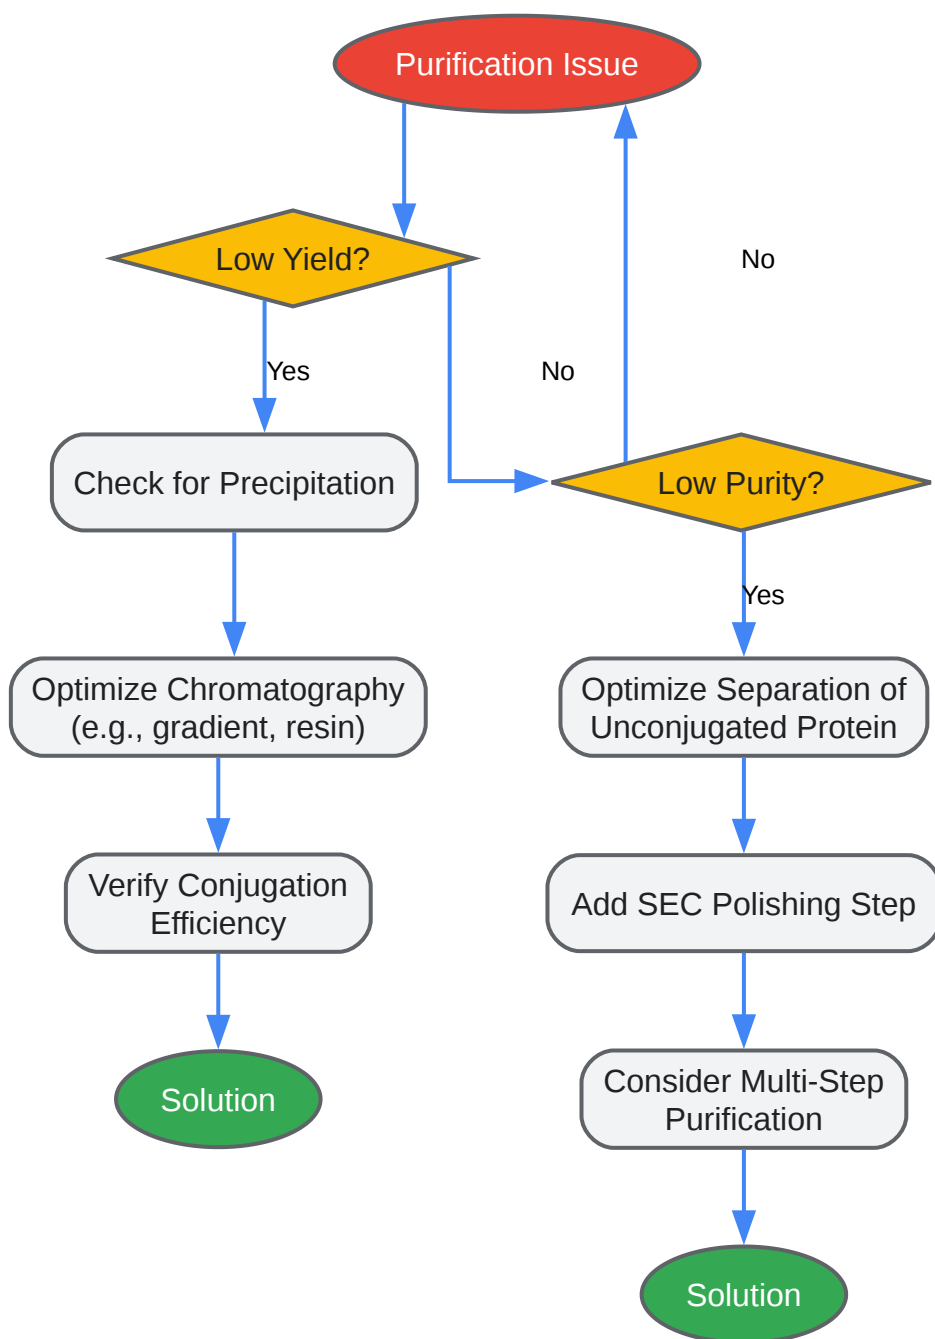 Purification Issue
Low Yield?
No
Yes
No
Check for Precipitation
Low Purity?
Yes
Optimize Chromatography
(e.g., gradient, resin)
Optimize Separation of
Unconjugated Protein
Verify Conjugation
Efficiency
Add SEC Polishing Step
Solution
Consider Multi-Step
Purification
Solution